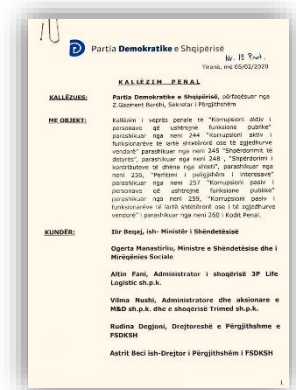 Partia Demokratike e Shqipërisë
Nr. 19 Prot.
Tiranë, më 05/02/2020
KALLËZIM PENAL
KALLËZUES: Partia Demokratike e Shqipërisë, përfaqësuar nga
Z.Gazment Bardhi, Sekretar i Përgjithshëm
ME OBJEKT: Kallëzim i veprës penale të "Korrupsioni aktiv i
personave që ushtrojnë funksione publike"
parashikuar nga neni 244 "Korrupsioni aktiv i
funksionarëve të lartë shtetërorë ose të zgjedhurve
vendorë" parashikuar nga neni 245 "Shpërdorimit të
detyrës", parashikuar nga neni 248 , "Shpërdorimi i
kontributeve të dhëna nga shteti", parashikuar nga
neni 256, "Përfitimi i paligjshëm i interesave"
parashikuar nga neni 257 "Korrupsioni pasiv i
personave që ushtrojnë funksione publike"
parashikuar nga neni 259, "Korrupsioni pasiv i
funksionarëve të lartë shtetërorë ose i të zgjedhurve
vendorë" i parashikuar nga neni 260 i Kodit Penal.
KUNDËR: Ilir Beqaj, ish- Ministër i Shëndetësisë
Ogerta Manastirliu, Ministre e Shëndetësisë dhe i
Mirëqënies Sociale
Altin Fani, Administrator i shoqërisë 3P Life
Logistic sh.p.k.
Vilma Nushi, Administratore dhe aksionare e
M&D sh.p.k. dhe e shoqërisë Trimed sh.p.k.
Rudina Degjoni, Drejtoreshë e Përgjithshme e
FSDKSH
Astrit Beci ish-Drejtor i Përgjithshëm i FSDKSH
1